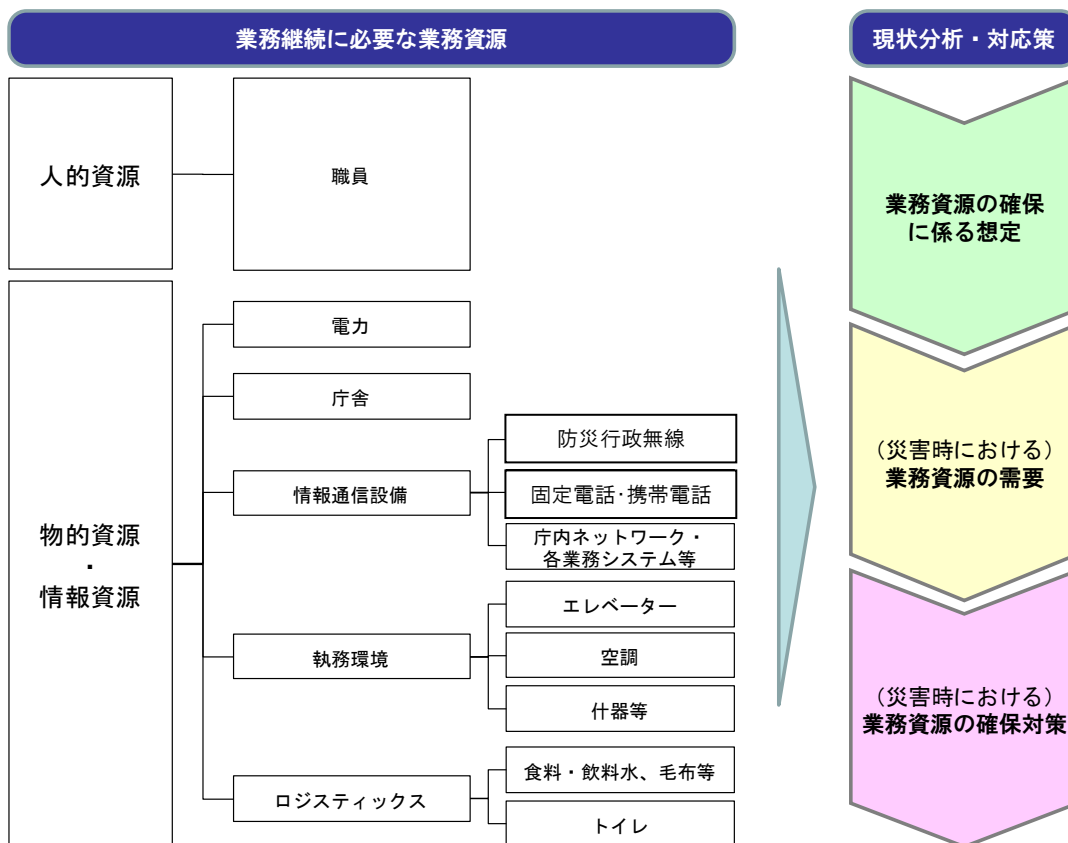 業務継続に必要な業務資源
現状分析・対応策
人的資源
職員
物的資源
・
情報資源
電力
庁舎
情報通信設備
防災行政無線
固定電話・携帯電話
庁内ネットワーク・
各業務システム等
執務環境
エレベーター
空調
什器等
ロジスティックス
食料・飲料水、毛布等
トイレ
業務資源の確保
に係る想定
（災害時における）
業務資源の需要
（災害時における）
業務資源の確保対策